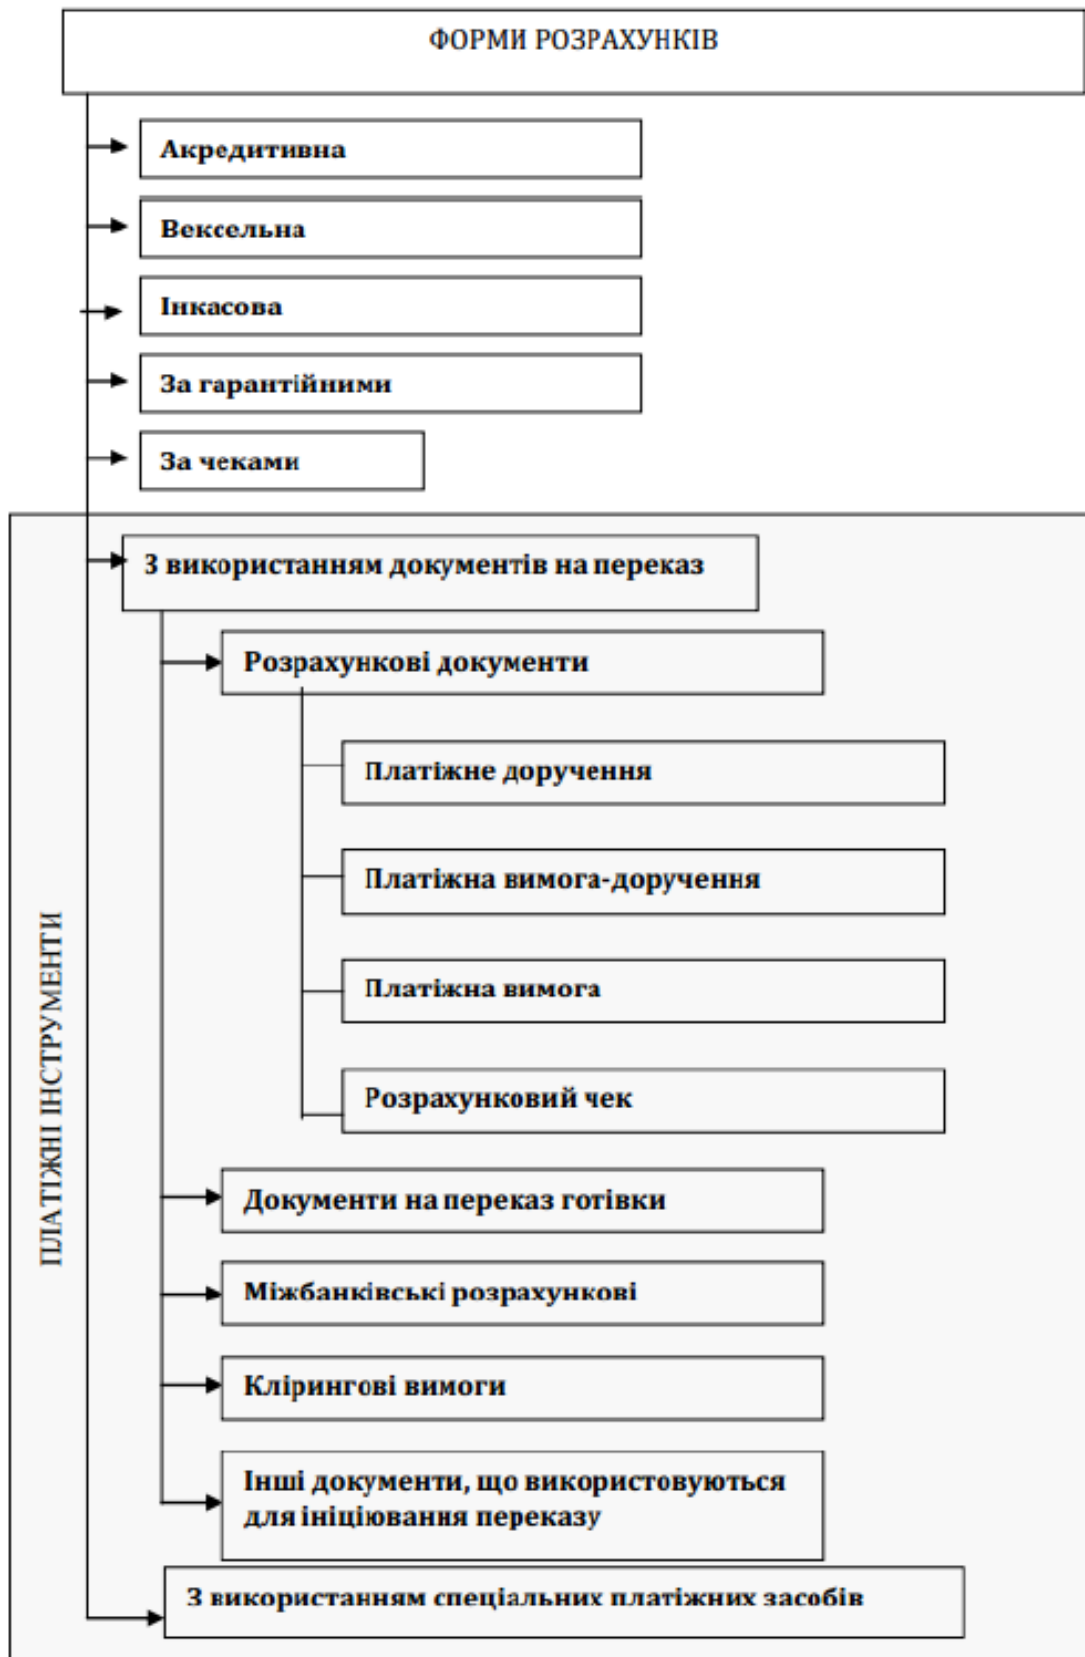 ФОРМИ РОЗРАХУНКІВ
Акредитивна
Вексельна
Інкасова
За гарантійними
За чеками
ПЛАТІЖНІ ІНСТРУМЕНТИ
З використанням документів на переказ
Розрахункові документи
Платіжне доручення
Платіжна вимога-доручення
Платіжна вимога
Розрахунковий чек
Документи на переказ готівки
Міжбанківські розрахункові
Клірингові вимоги
Інші документи, що використовуються
для ініціювання переказу
З використанням спеціальних платіжних засобів